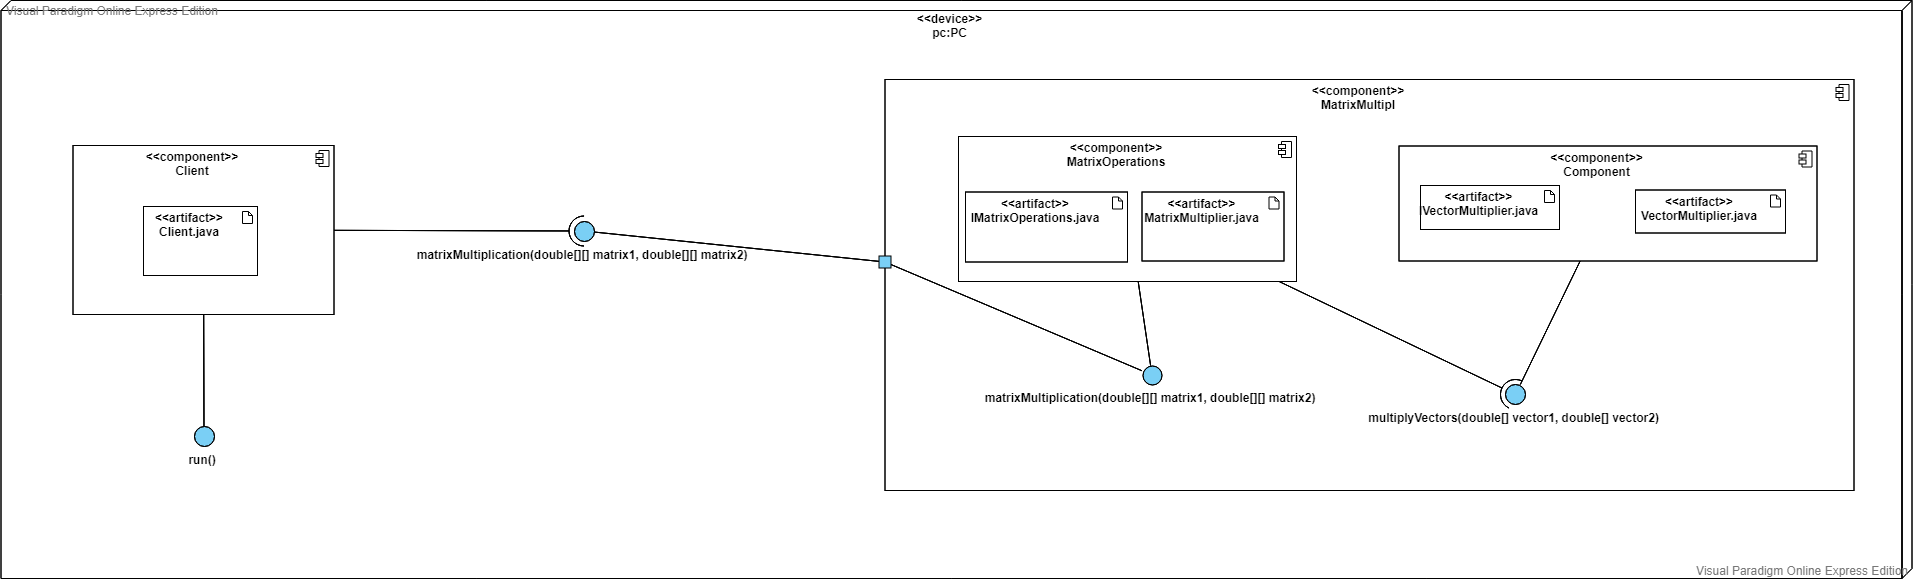 Visual Paradigm Online Express Edition
<<device>>
pc:PC
<<component>>
MatrixMultipl
<<component>>
Client
<<artifact>>
Client.java
<<component>>
MatrixOperations
<<artifact>>
IMatrixOperations.java
<<artifact>>
MatrixMultiplier.java
<<component>>
Component
<<artifact>>
IVectorMultiplier.java
<<artifact>>
VectorMultiplier.java
matrixMultiplication(double[][] matrix1, double[][] matrix2)
matrixMultiplication(double[][] matrix1, double[][] matrix2)
multiplyVectors(double[] vector1, double[] vector2)
run()
Visual Paradigm Online Express Edition